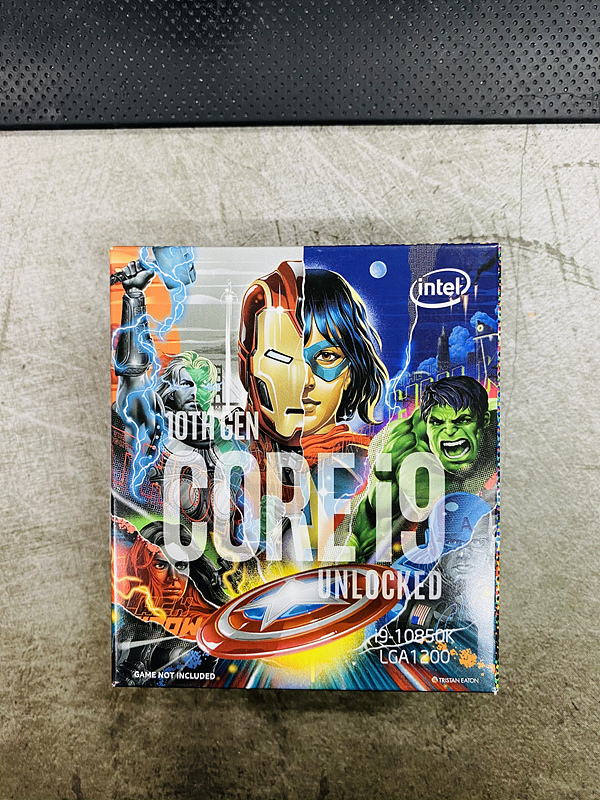 intel
10TH GEN
CORE i9
UNLOCKED
i9-10850K
LGA1200
GAME NOT INCLUDED
© TRISTAN EATON